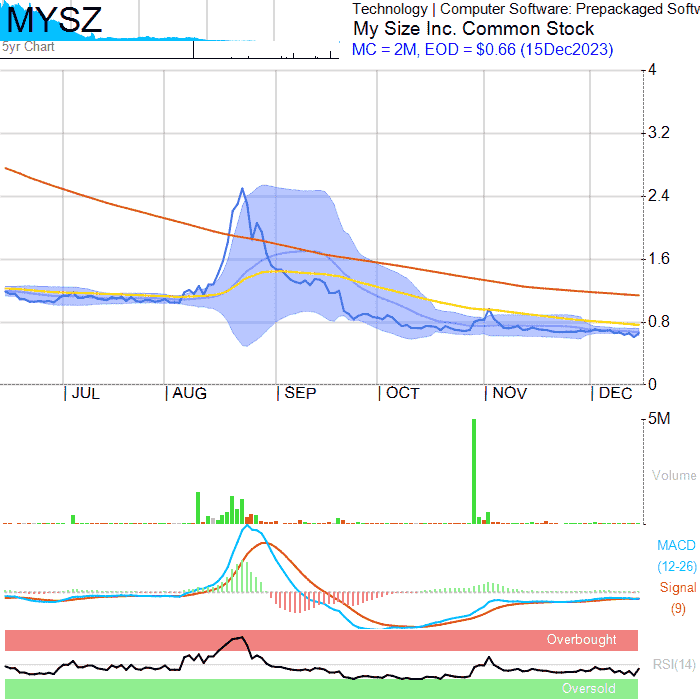 MYSZ
5yr Chart
Technology | Computer Software: Prepackaged Softw
My Size Inc. Common Stock
MC = 2M, EOD = $0.66 (15Dec2023)
4
3.2
2.4
1.6
0.8
0
JUL AUG SEP OCT NOV DEC
5M
Volume
MACD
(12-26)
Signal
(9)
Overbought
RSI(14)
Oversold